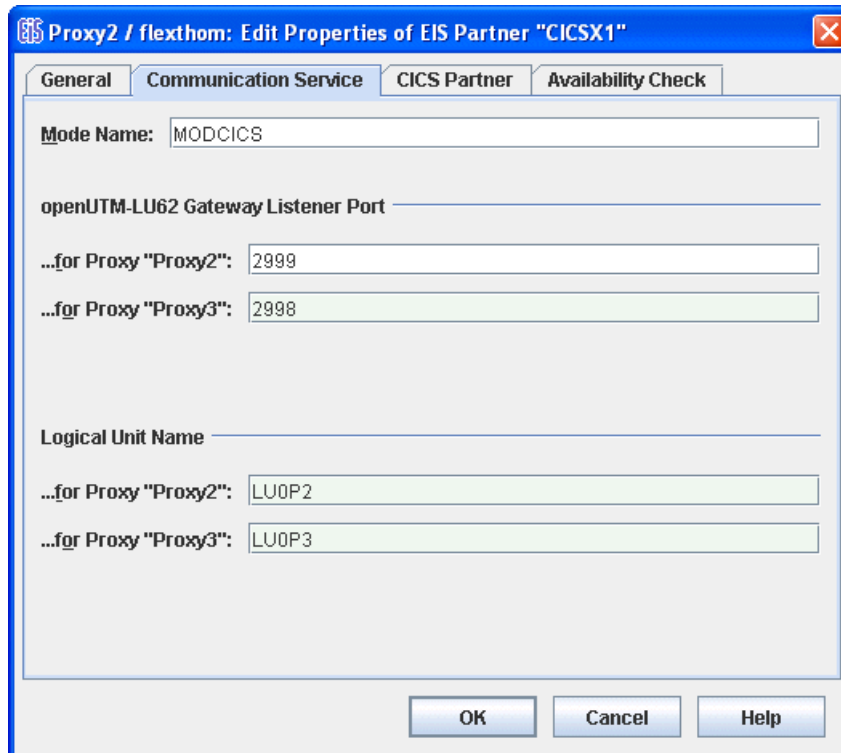 EIS Proxy2 / flexthom: Edit Properties of EIS Partner "CICSX1"
General Communication Service CICS Partner Availability Check
Mode Name: MODCICS
openUTM-LU62 Gateway Listener Port
...for Proxy "Proxy2": 2999
...for Proxy "Proxy3": 2998
Logical Unit Name
...for Proxy "Proxy2": LU0P2
...for Proxy "Proxy3": LU0P3
OK Cancel Help